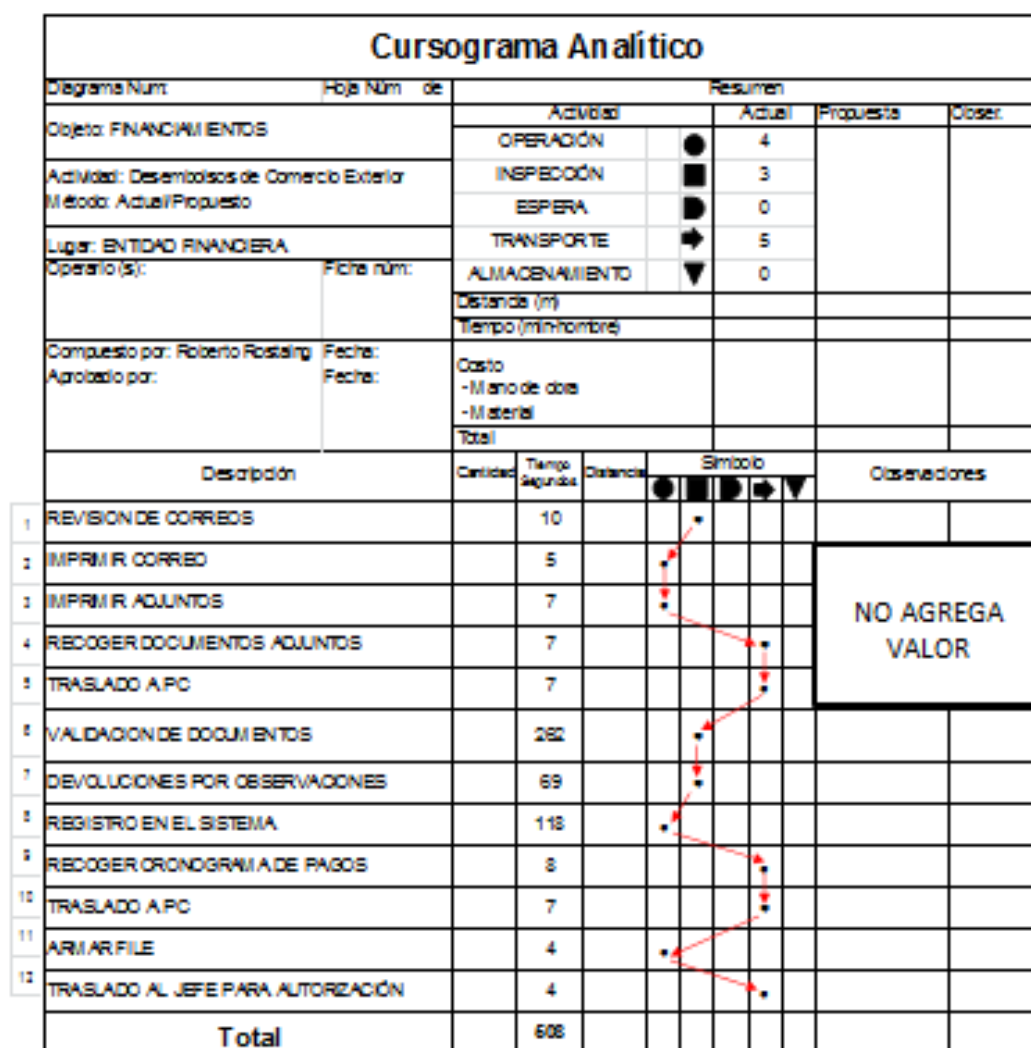 Cursograma Analítico
Diagrama Num: Hoja Núm de Resumen
Objeto: FINANCIAMIENTOS
Actividad Actual Propuesta Obser.
OPERACIÓN 4
Actividad: Desembolsos de Comercio Exterior
Método: Actual/Propuesto
INSPECCIÓN 3
ESPERA 0
Lugar: ENTIDAD FINANCIERA
TRANSPORTE 5
Operario (s): Ficha núm:
ALMACENAMIENTO 0
Distancia (m)
Tiempo (min-hombre)
Compuesto por: Roberto Rostaing Fecha:
Aprobado por: Fecha:
Costo
- Mano de obra
- Material
Total
Descripción Cantidad Tiempo Segundos Distancia Simbolo Observaciones
1 REVISION DE CORREOS 10
2 IMPRIMIR CORREO 5
3 IMPRIMIR ADJUNTOS 7
4 RECOGER DOCUMENTOS ADJUNTOS 7
5 TRASLADO A PC 7
NO AGREGA
VALOR
6 VALIDACION DE DOCUMENTOS 262
7 DEVOLUCIONES POR OBSERVACIONES 69
8 REGISTRO EN EL SISTEMA 118
9 RECOGER CRONOGRAMA DE PAGOS 8
10 TRASLADO A PC 7
11 ARMAR FILE 4
12 TRASLADO AL JEFE PARA AUTORIZACIÓN 4
Total 508